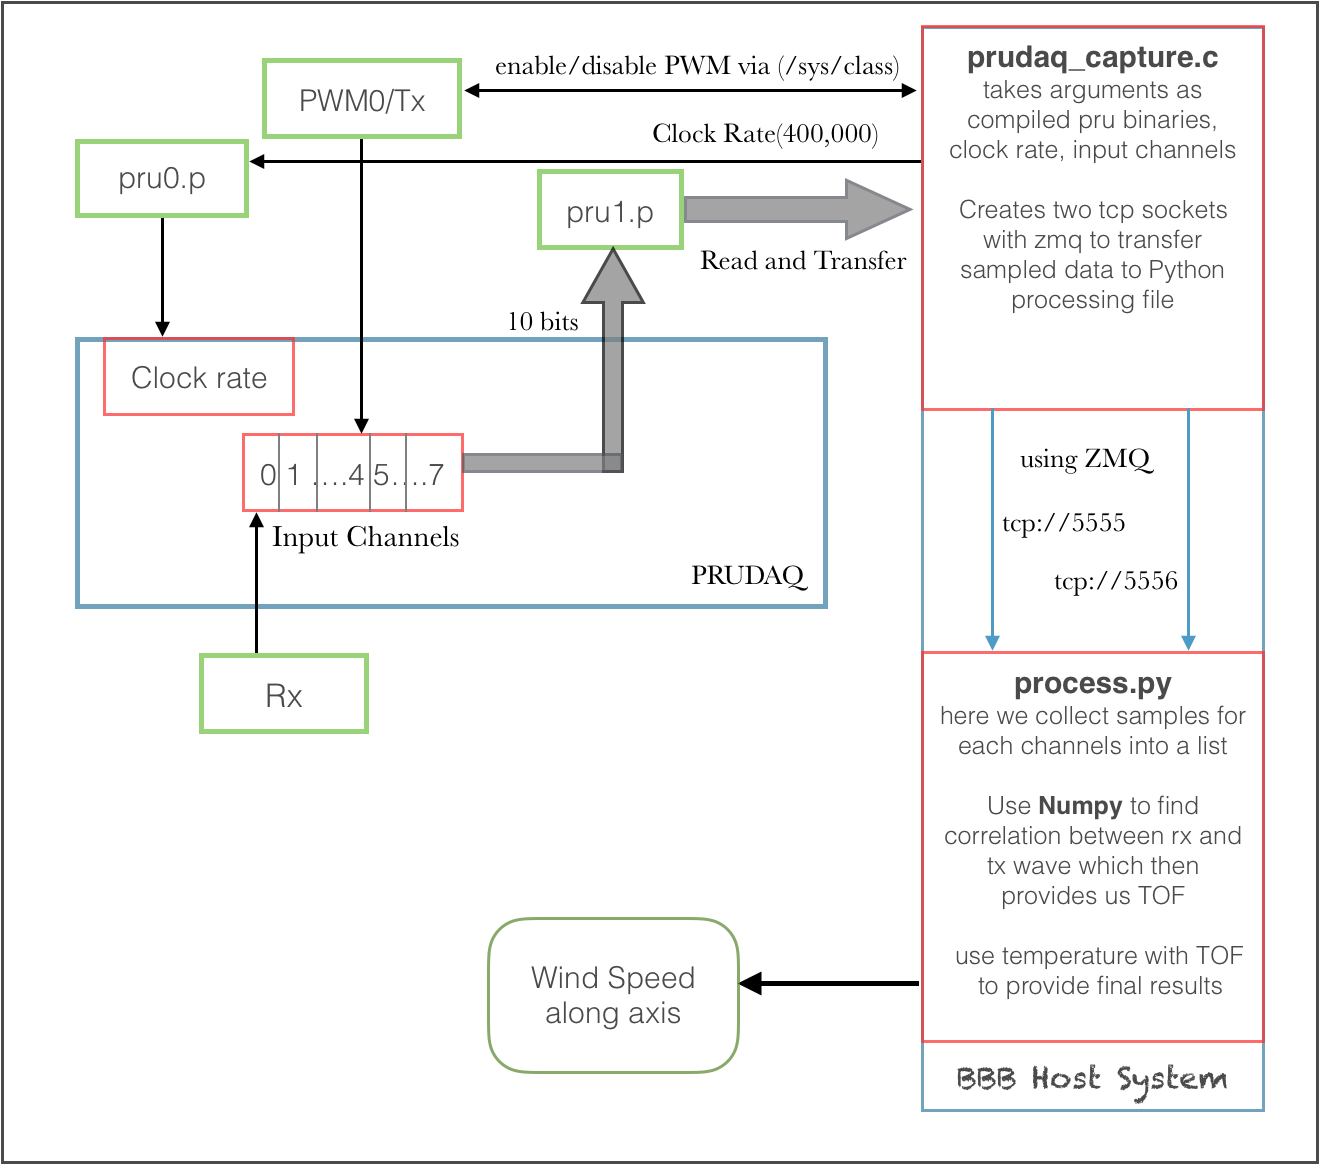 enable/disable PWM via (/sys/class)
PWM0/Tx
Clock Rate(400,000)
pru0.p
pru1.p
Read and Transfer
10 bits
Clock rate
0 1 ....4 5....7
Input Channels
PRUDAQ
Rx
prudaq_capture.c
takes arguments as
compiled pru binaries,
clock rate, input channels
Creates two tcp sockets
with zmq to transfer
sampled data to Python
processing file
using ZMQ
tcp://5555
tcp://5556
process.py
here we collect samples for
each channels into a list
Use Numpy to find
correlation between rx and
tx wave which then
provides us TOF
use temperature with TOF
to provide final results
BBB Host System
Wind Speed
along axis